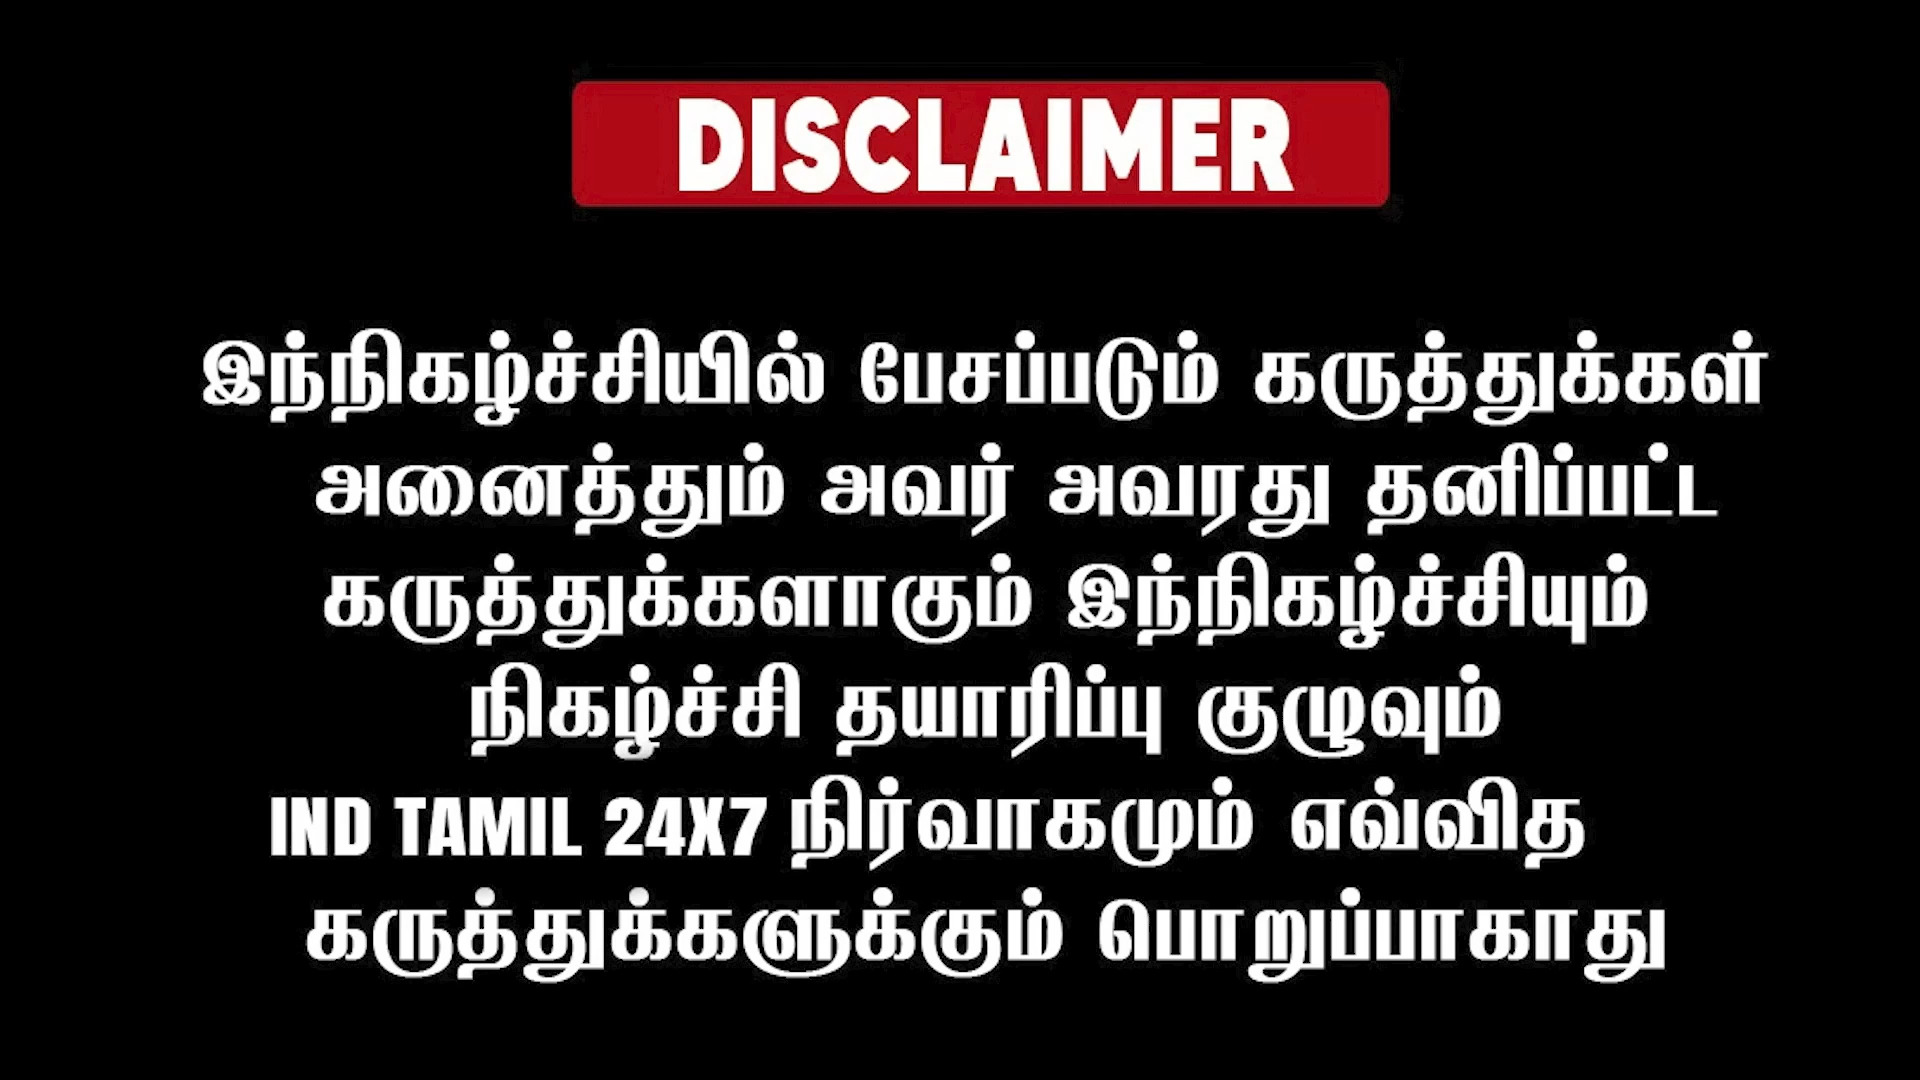 DISCLAIMER
இந்நிகழ்ச்சியில் பேசப்படும் கருத்துக்கள்
அனைத்தும் அவர் அவரது தனிப்பட்ட
கருத்துக்களாகும் இந்நிகழ்ச்சியும்
நிகழ்ச்சி தயாரிப்பு குழுவும்
IND TAMIL 24X7 நிர்வாகமும் எவ்வித
கருத்துக்களுக்கும் பொறுப்பாகாது